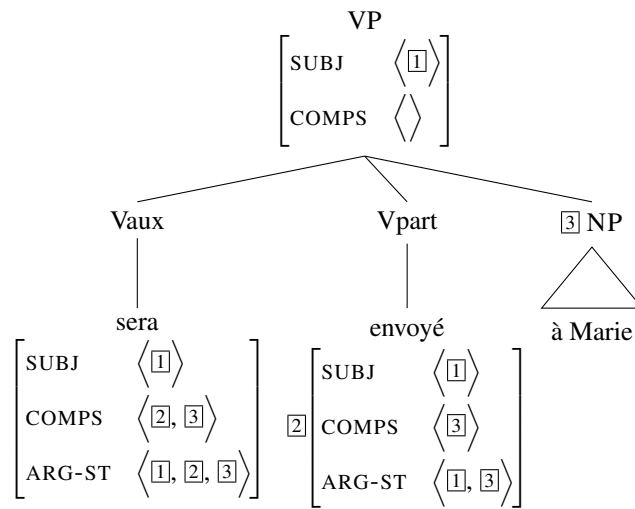 VP
SUBJ ⟨1⟩
COMPS ⟨⟩
Vaux Vpart 3 NP
sera envoyé à Marie
SUBJ ⟨1⟩ SUBJ ⟨1⟩
COMPS ⟨2, 3⟩ 2 COMPS ⟨3⟩
ARG-ST ⟨1, 2, 3⟩ ARG-ST ⟨1, 3⟩